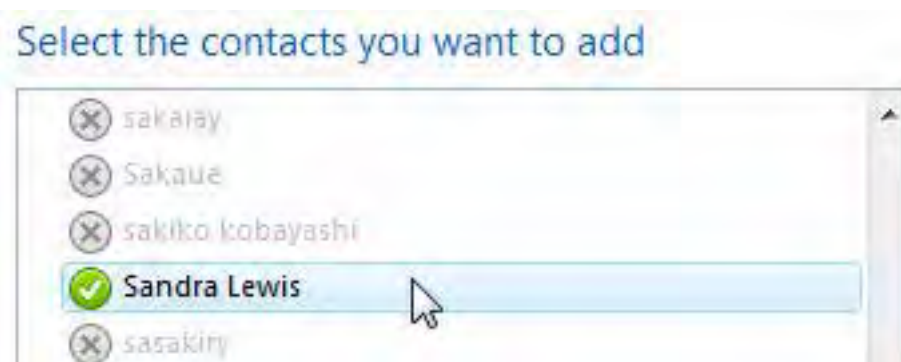 Select the contacts you want to add
sakaiay
Sakaue
sakiko kobayashi
Sandra Lewis
sasakiry